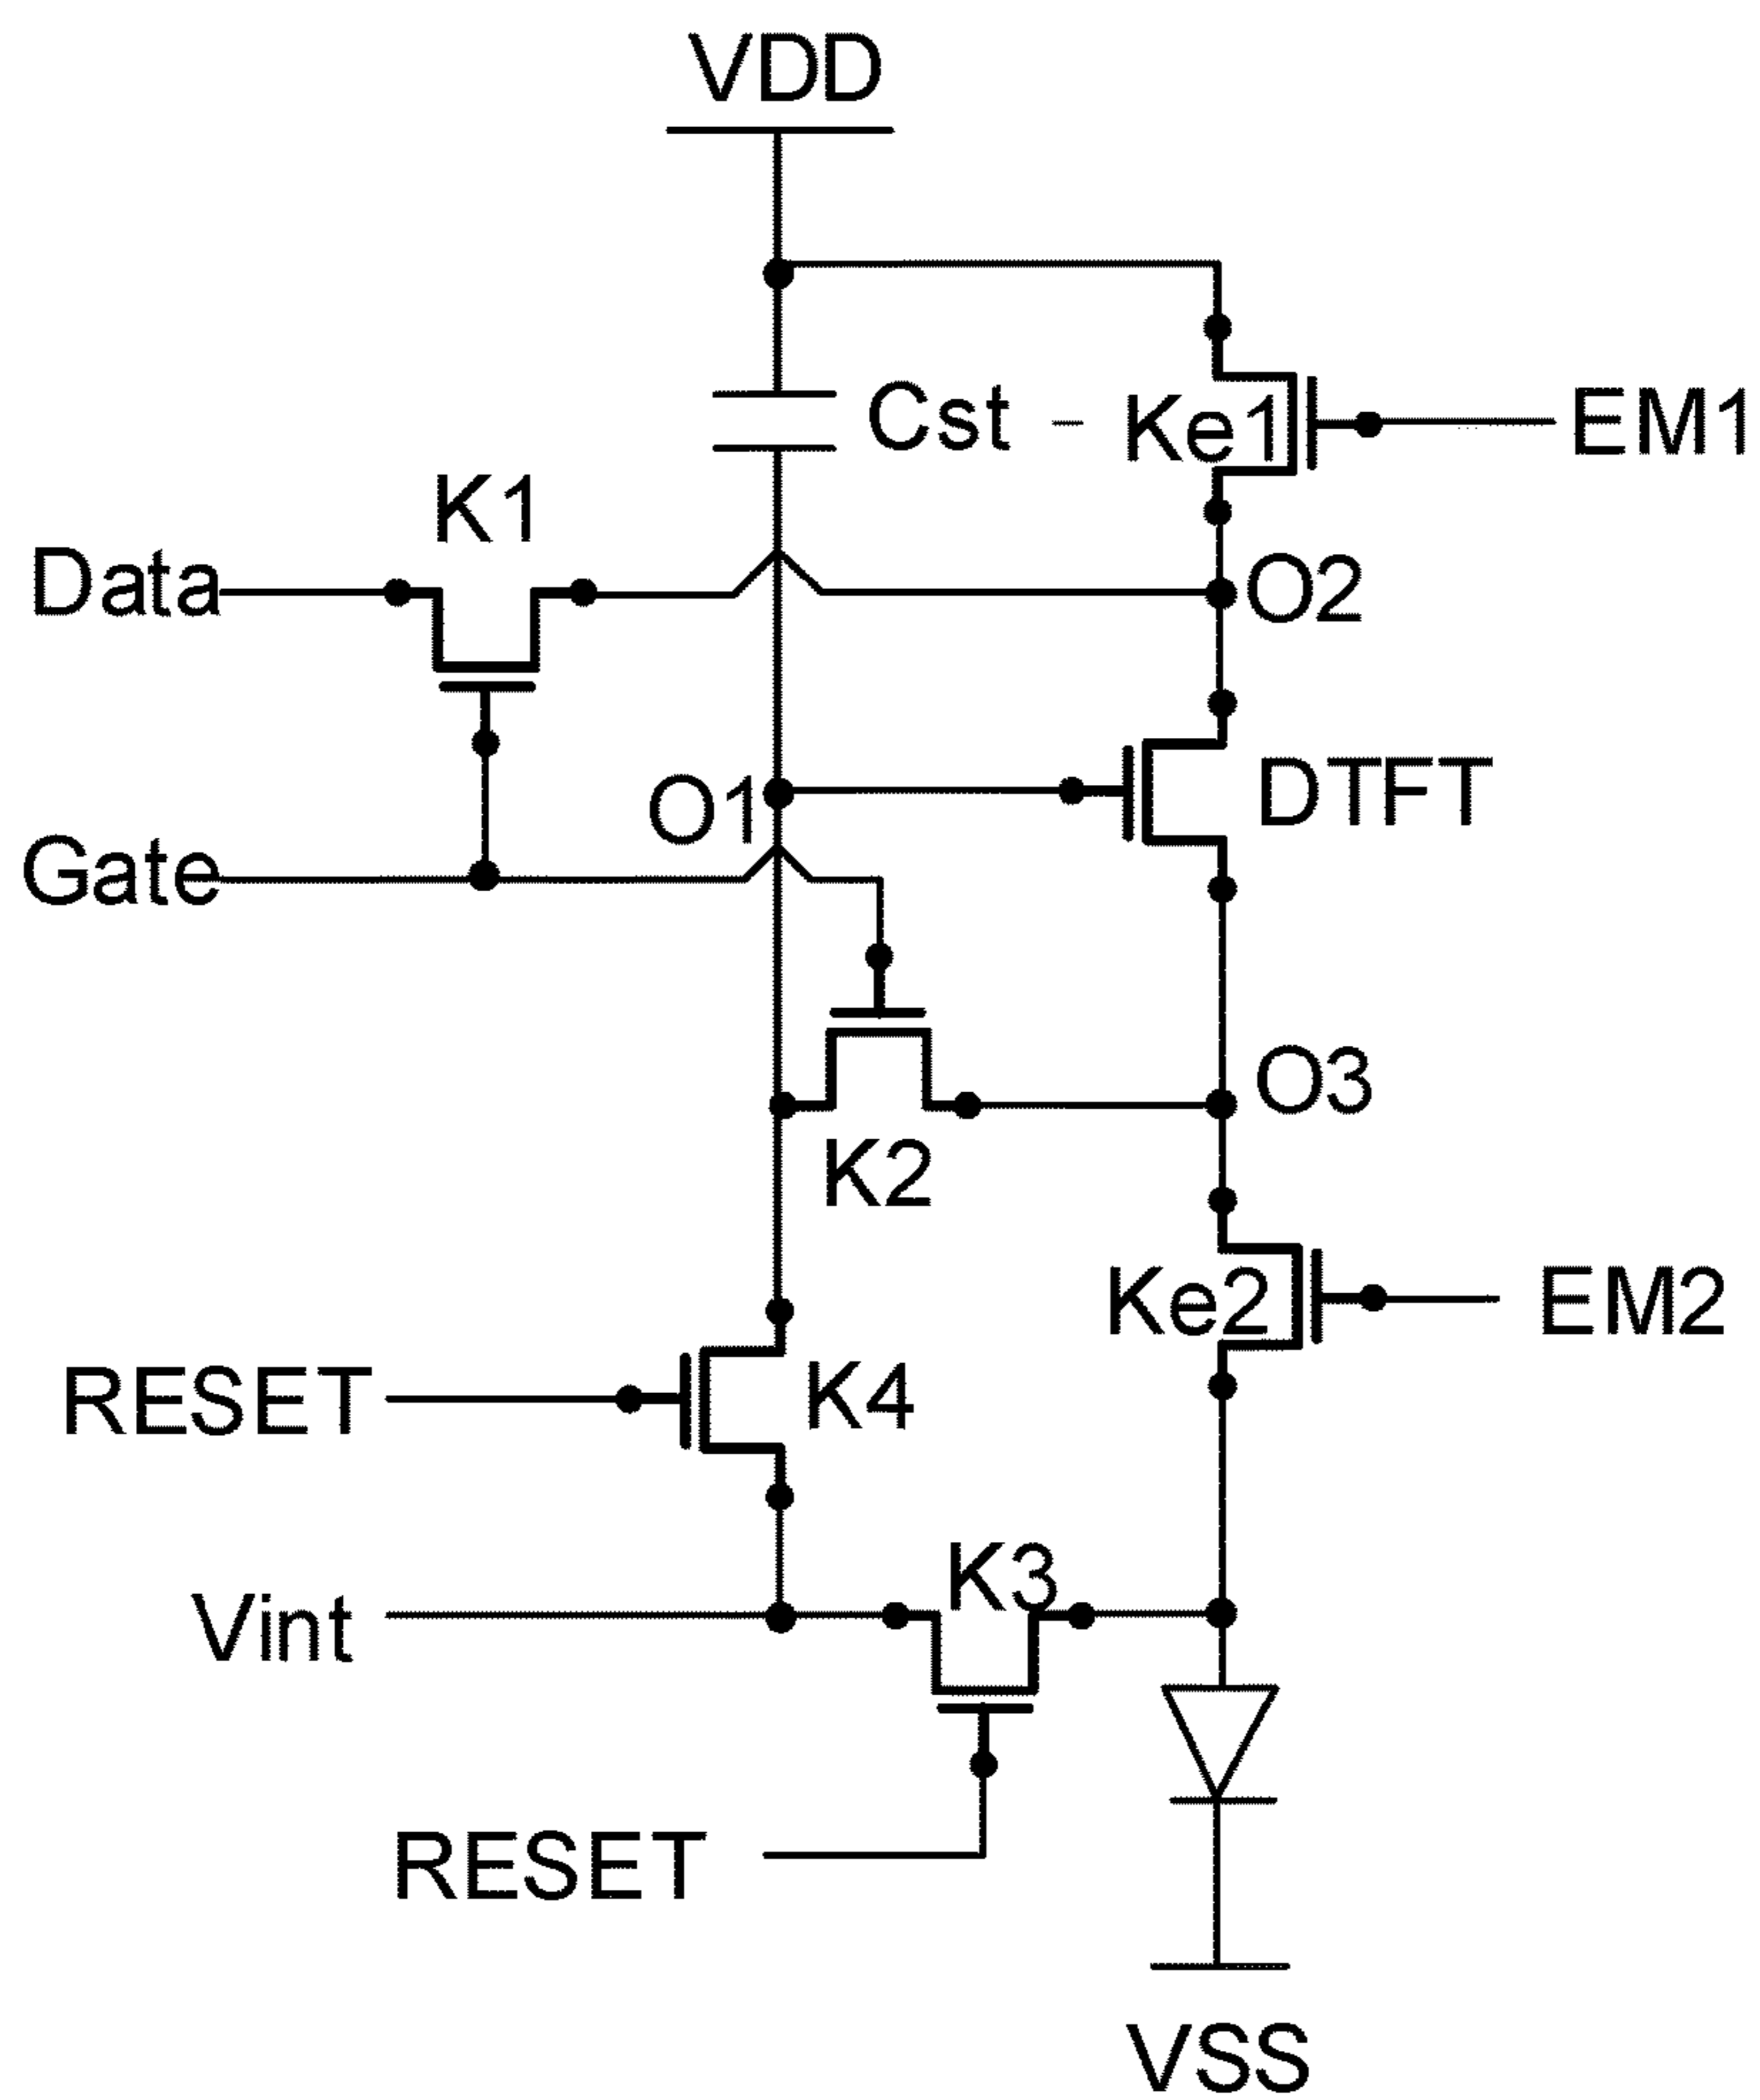 VDD
Cst
Ke1
EM1
K1
Data
O2
O1
DTFT
Gate
O3
K2
Ke2
EM2
RESET
K4
K3
Vint
RESET
VSS